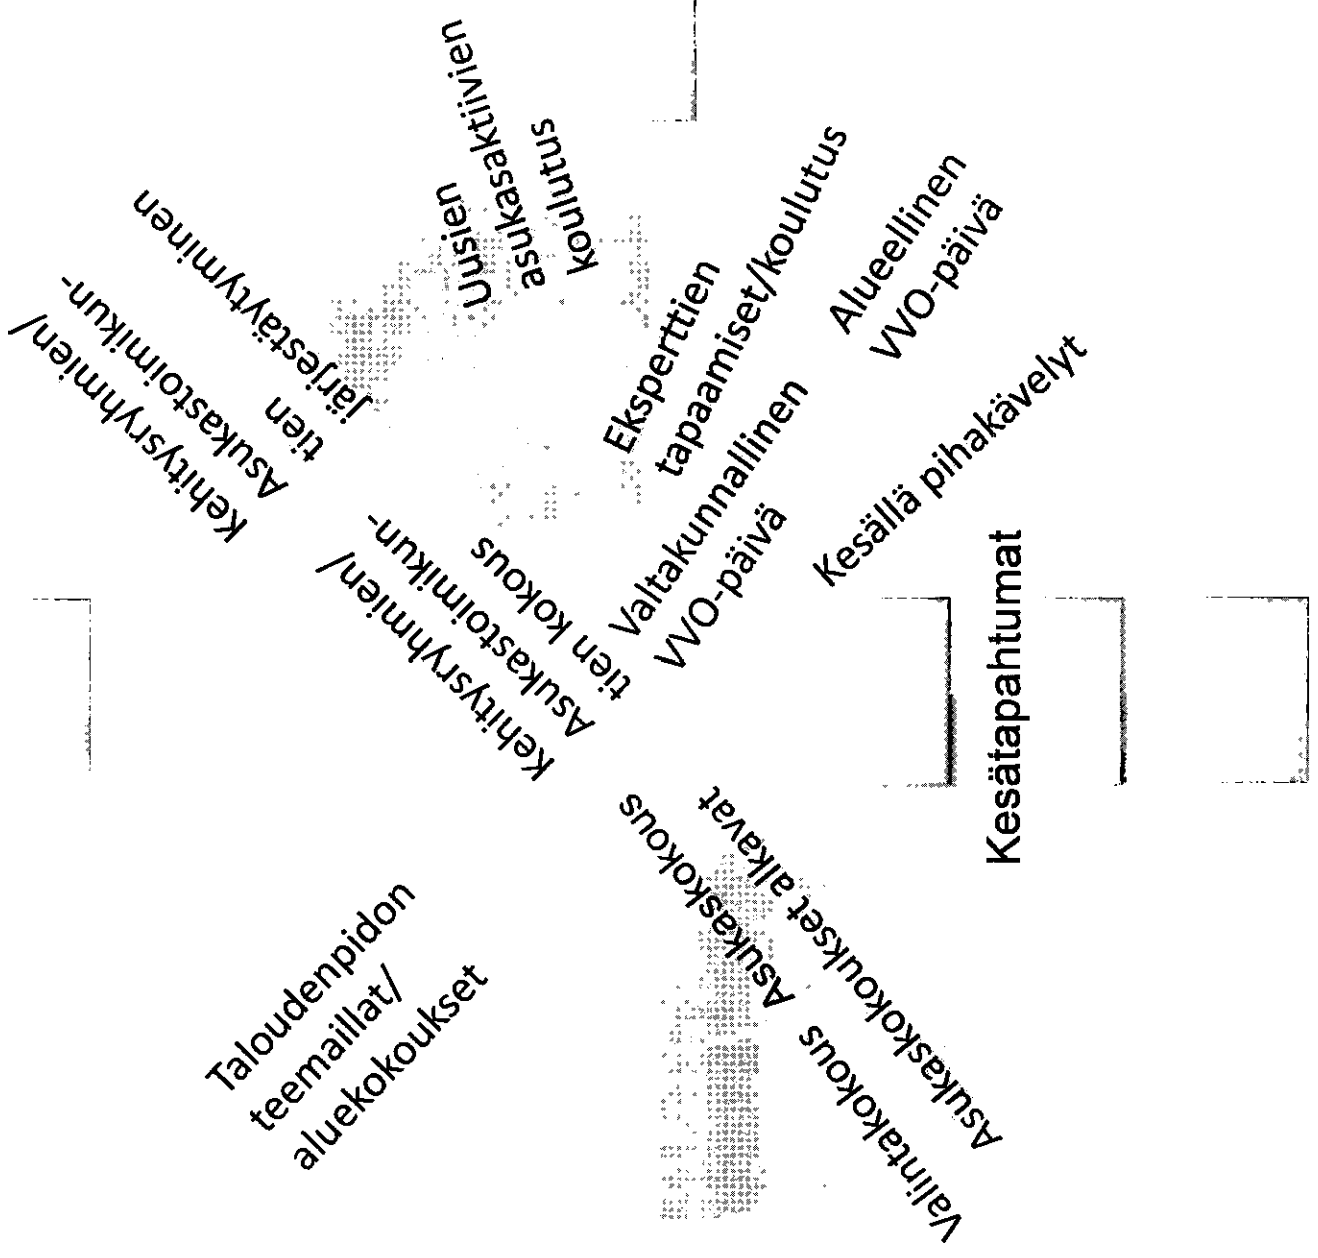 Uusien
asukasaktiivien
koulutus
Kehitysryhmien/
Asukastoimikun-
tien
järjestäytyminen
Eksperttien
tapaamiset/koulutus
Alueellinen
VVO-päivä
Kehitysryhmien/
Asukastoimikun-
tien kokous
Valtakunnallinen
VVO-päivä
Kesällä pihakävelyt
Kesätapahtumat
Taloudenpidon
teemaillat/
aluekokoukset
Asukaskokous
Asukaskokoukset alkavat
Valintakokous